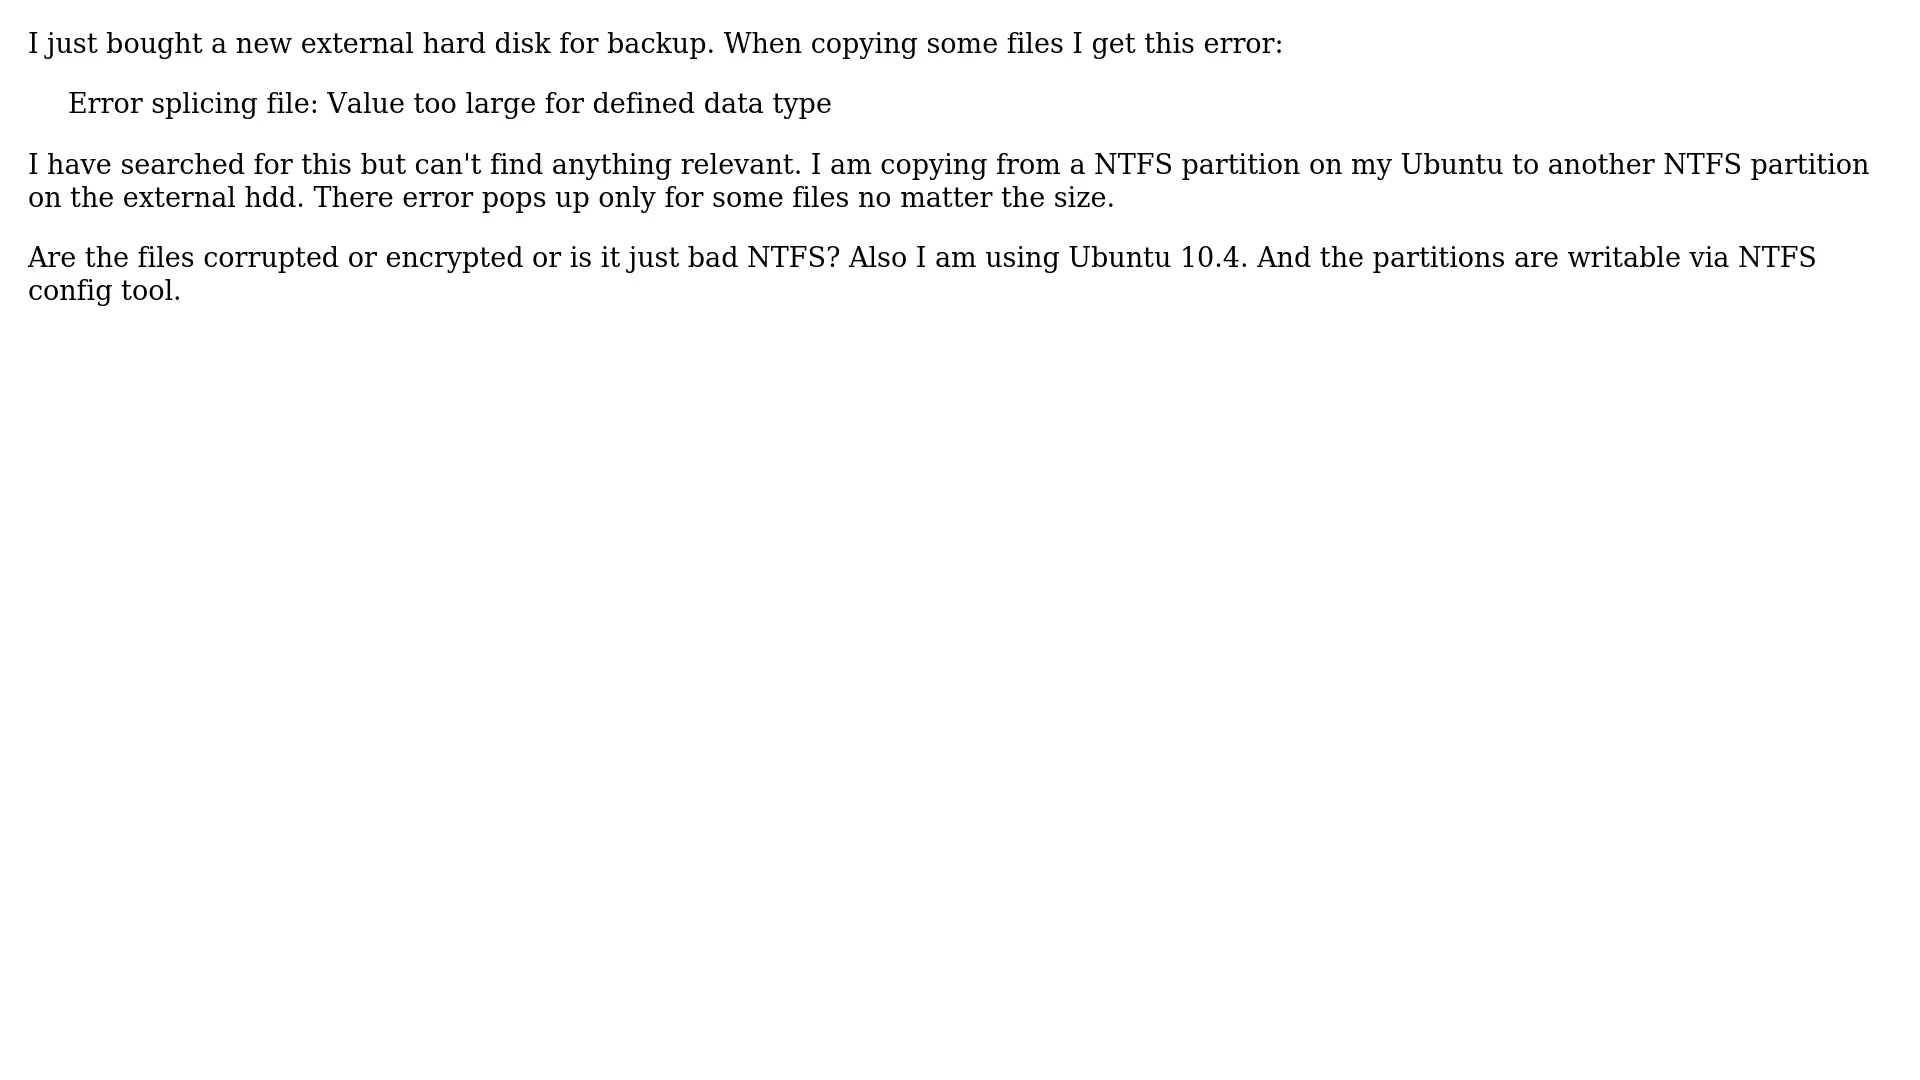 I just bought a new external hard disk for backup. When copying some files I get this error:
Error splicing file: Value too large for defined data type
I have searched for this but can't find anything relevant. I am copying from a NTFS partition on my Ubuntu to another NTFS partition
on the external hdd. There error pops up only for some files no matter the size.
Are the files corrupted or encrypted or is it just bad NTFS? Also I am using Ubuntu 10.4. And the partitions are writable via NTFS
config tool.